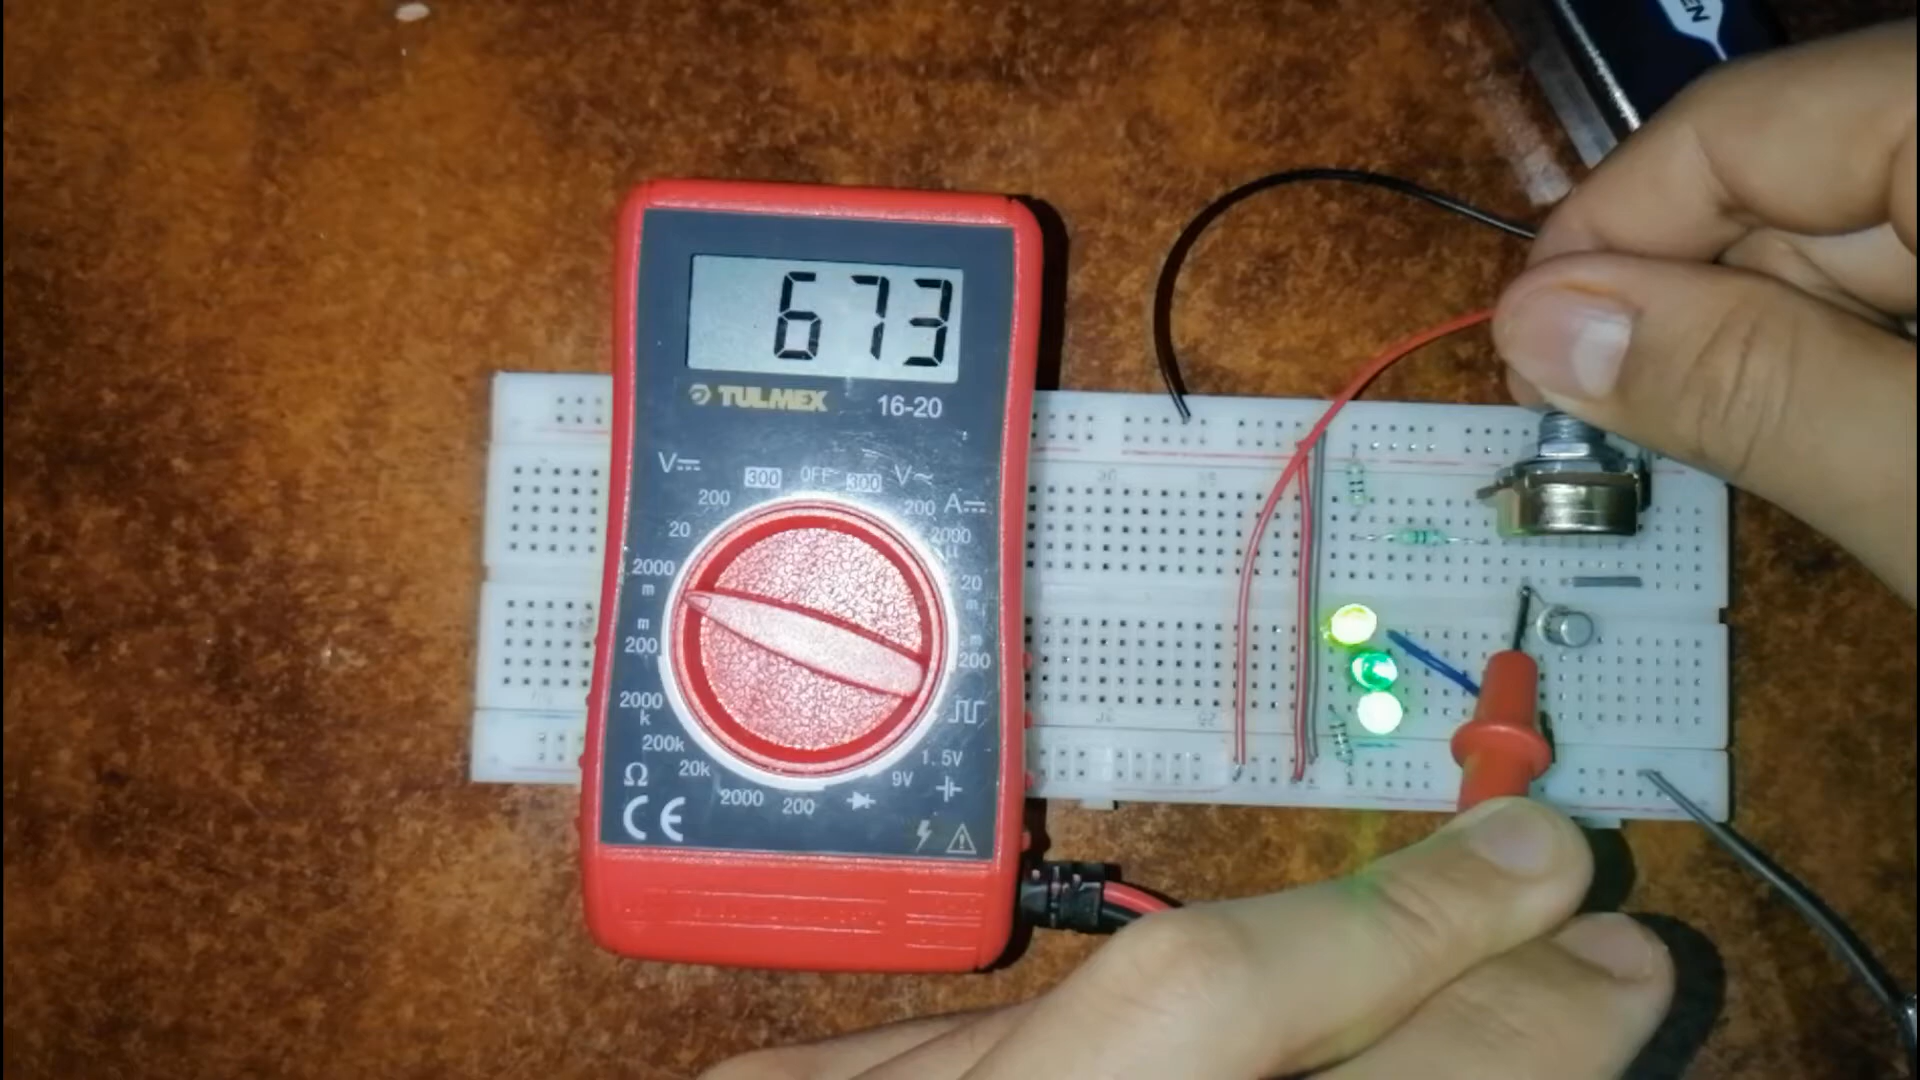 EN
673
TULMEX 16-20
V⎓ 300 OFF 300 V~
200 200 A⎓
20 2000
μ
2000 20
m m
m m
200 200
2000
k
200k 1.5V
20k 9V
Ω 2000 200
CE